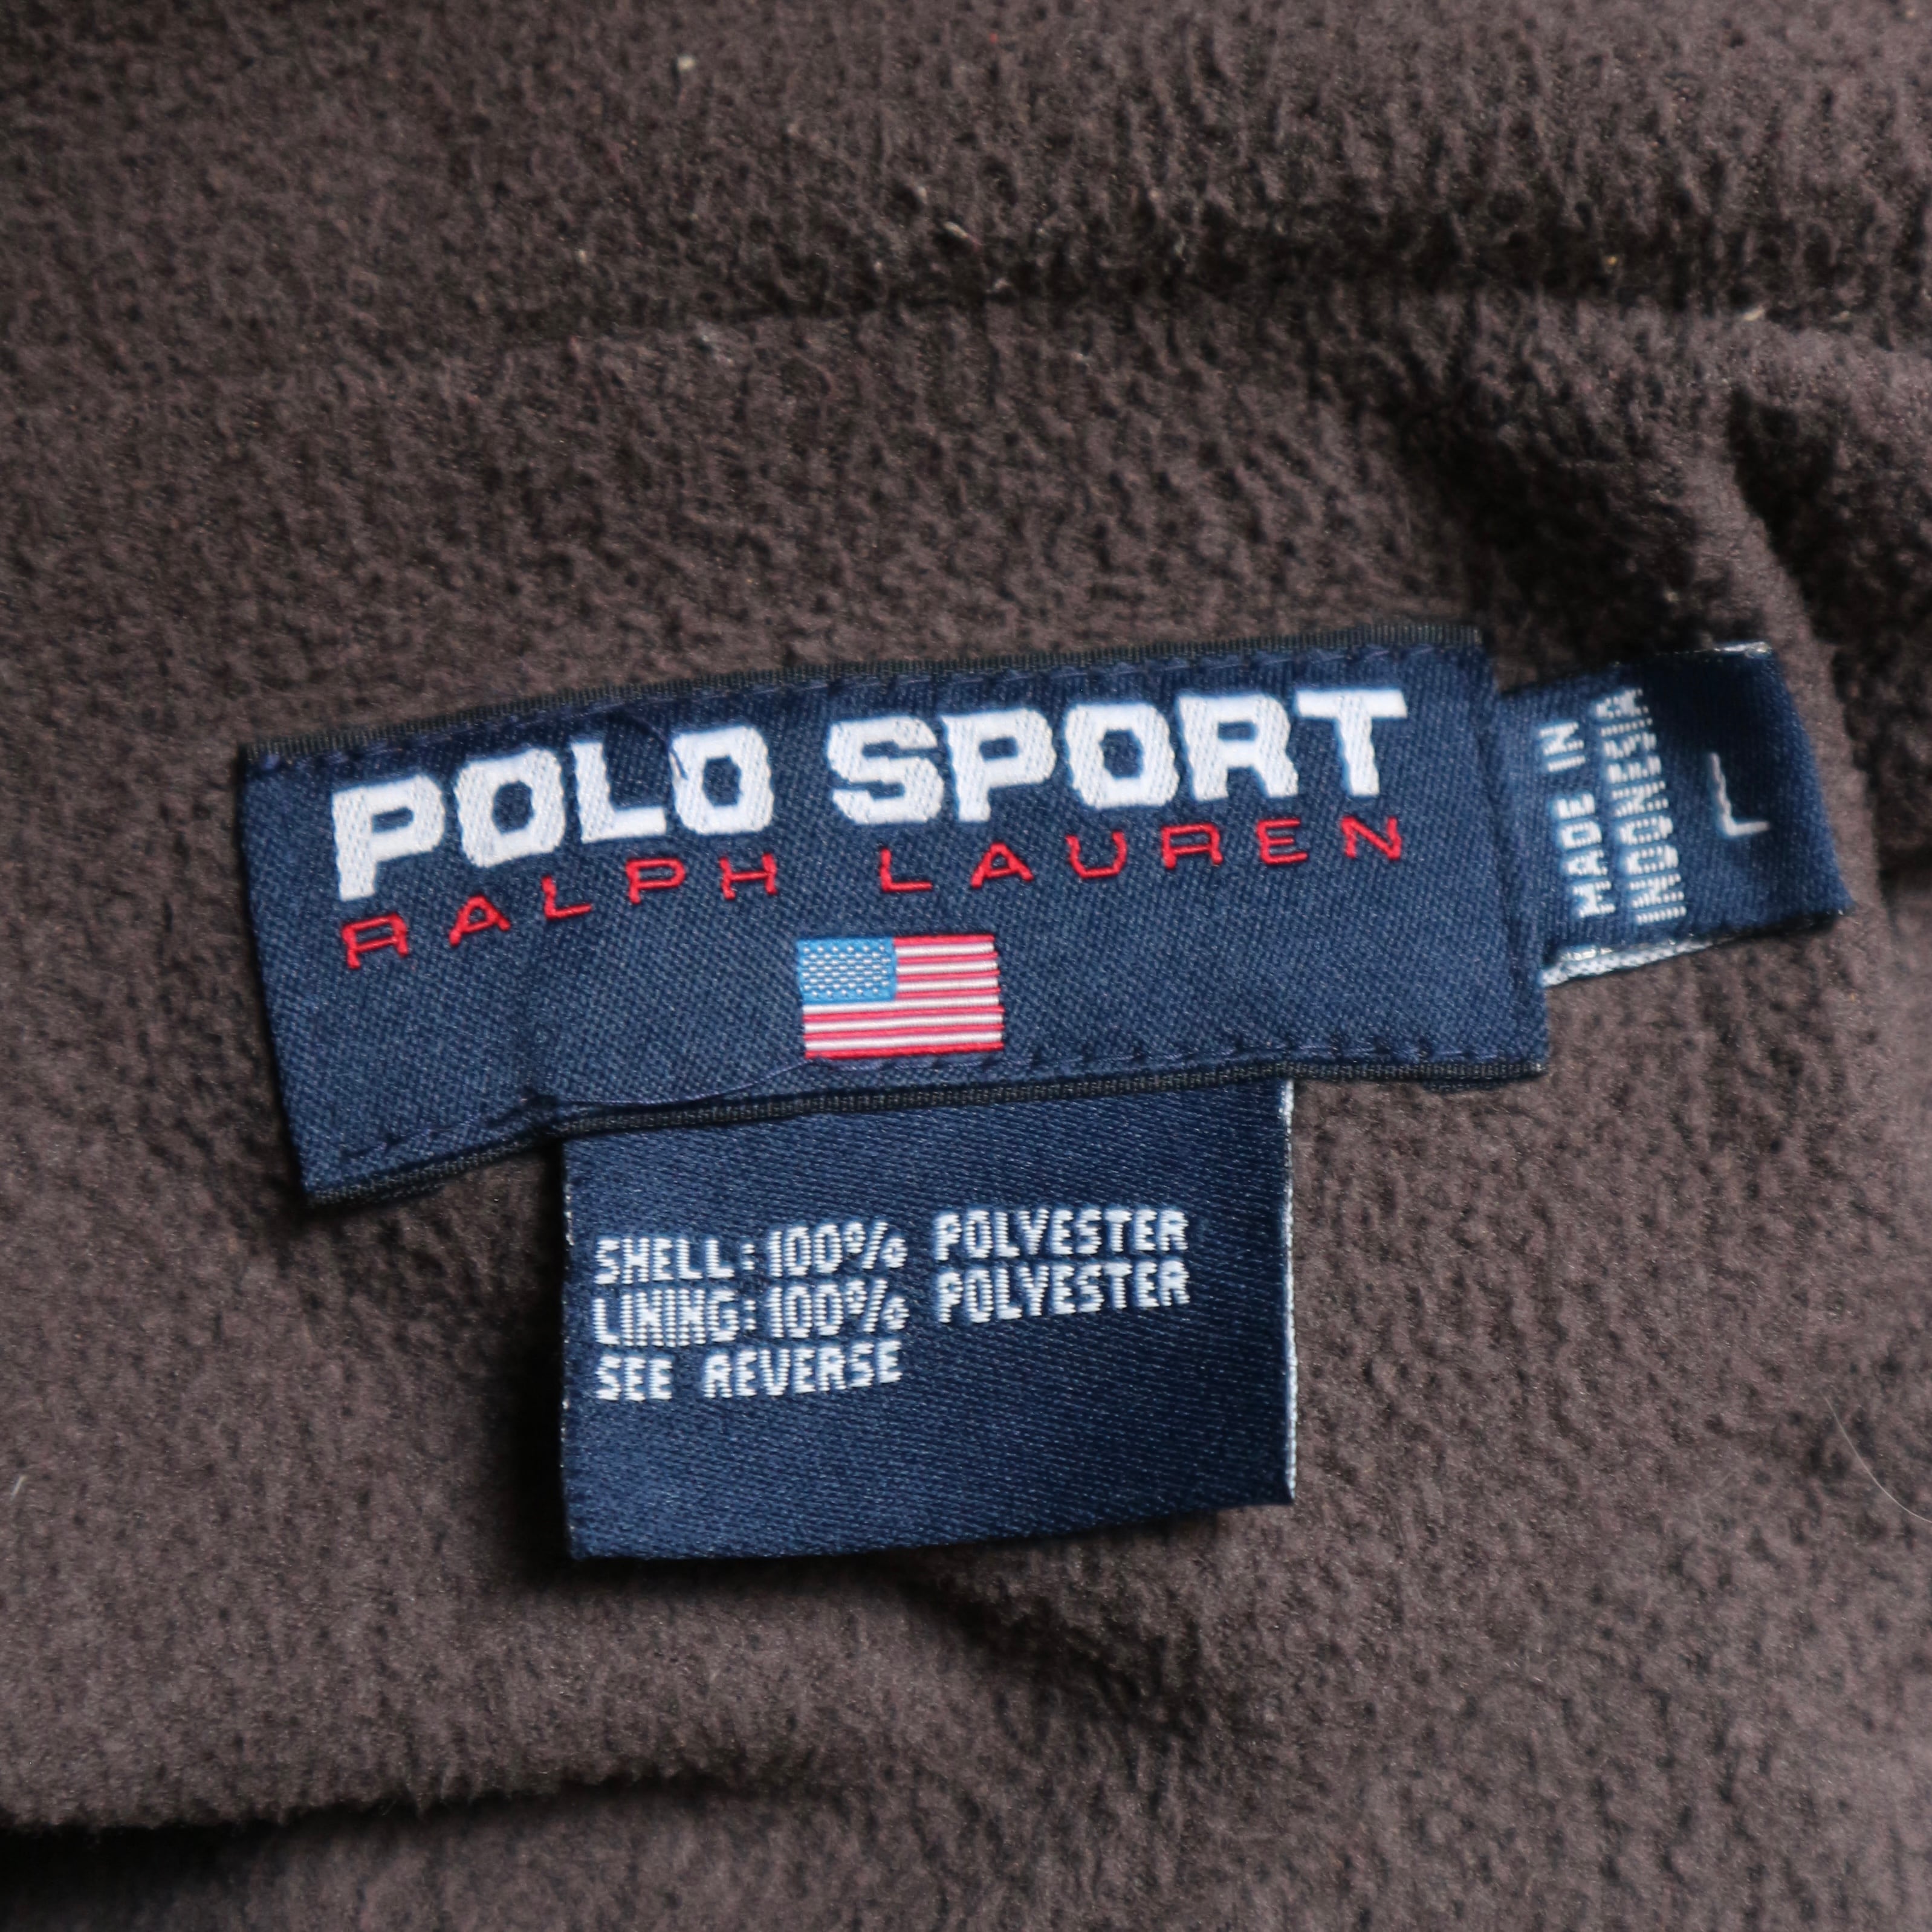 POLO SPORT
RALPH LAUREN
MADE IN
INDONESIA
L
SHELL: 100% POLYESTER
LINING: 100% POLYESTER
SEE REVERSE